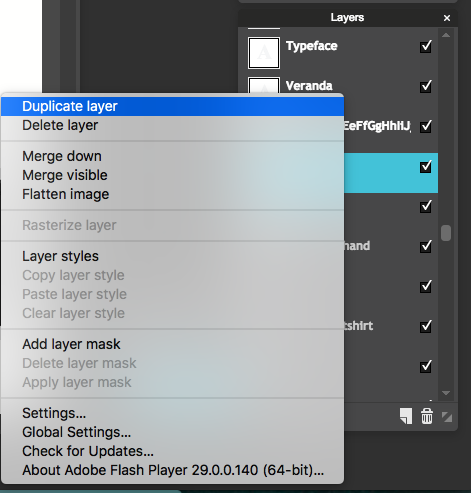 Layers
Typeface
Veranda
EeFfGgHhIiJj
hand
tshirt
Duplicate layer
Delete layer
Merge down
Merge visible
Flatten image
Rasterize layer
Layer styles
Copy layer style
Paste layer style
Clear layer style
Add layer mask
Delete layer mask
Apply layer mask
Settings...
Global Settings...
Check for Updates...
About Adobe Flash Player 29.0.0.140 (64-bit)...